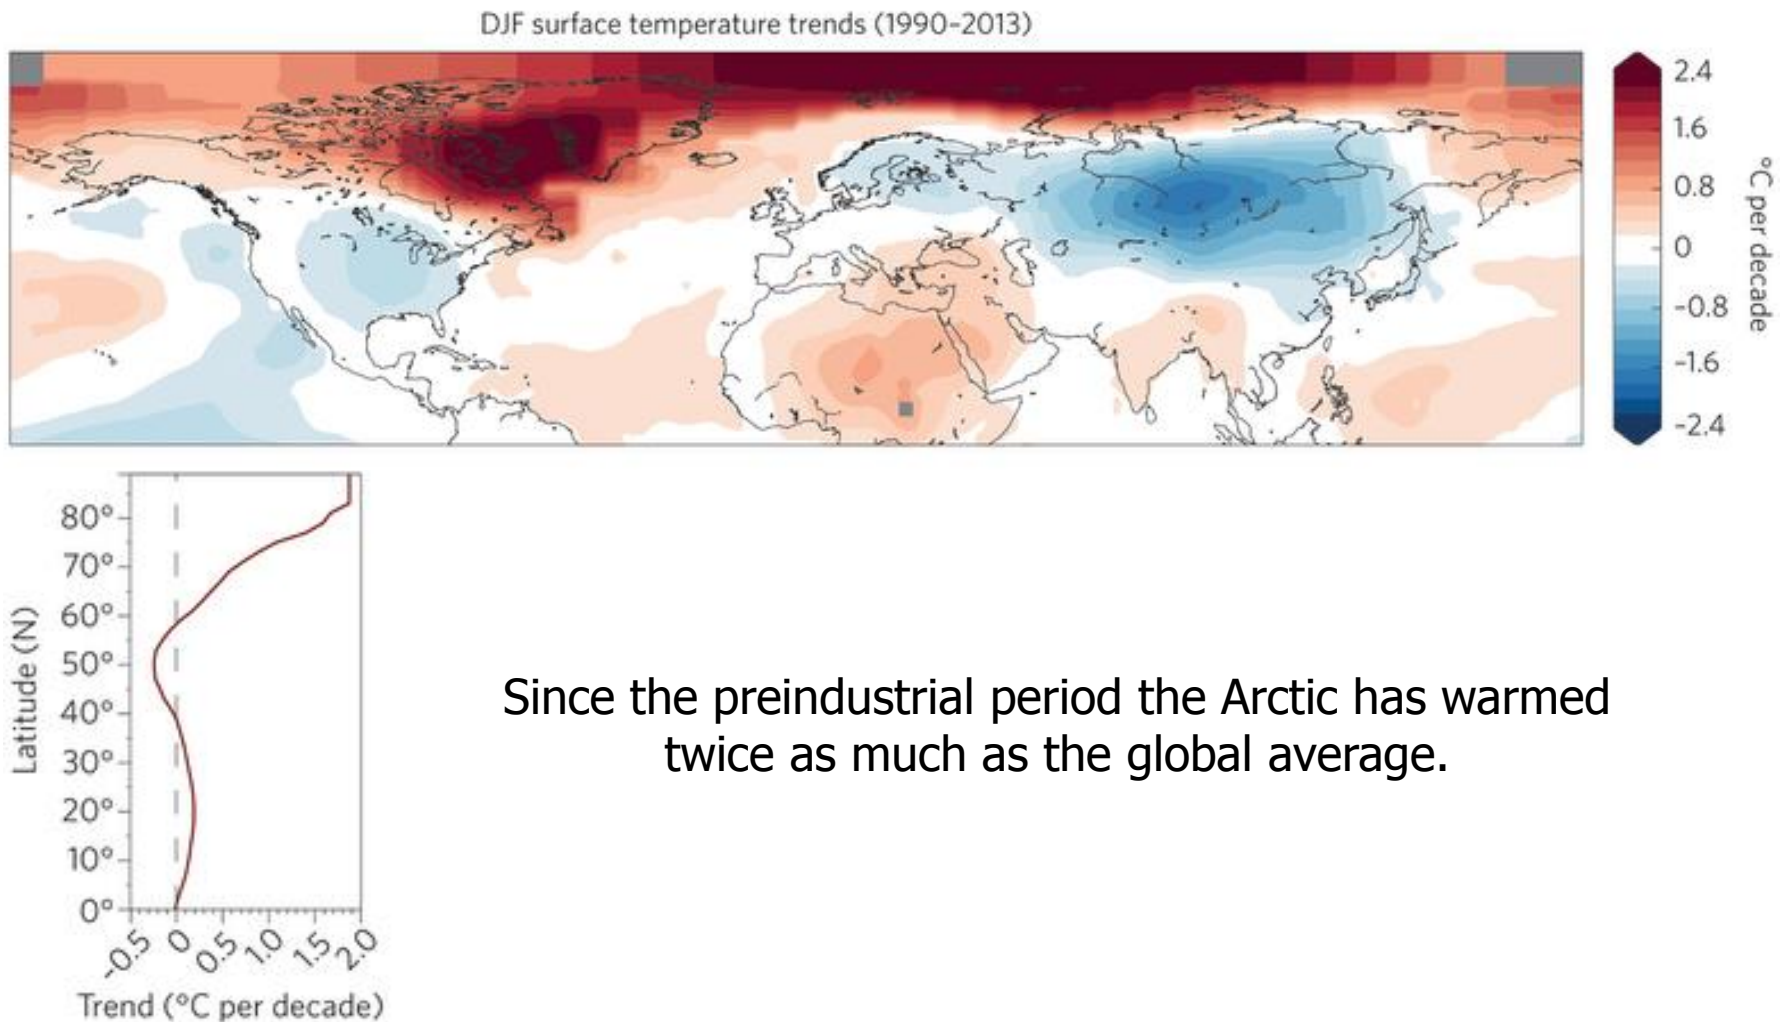 DJF surface temperature trends (1990–2013)
2.4
1.6
0.8
0
–0.8
–1.6
–2.4
°C per decade
80°
70°
60°
50°
40°
30°
20°
10°
0°
Latitude (N)
–0.5 0 0.5 1.0 1.5 2.0
Trend (°C per decade)
Since the preindustrial period the Arctic has warmed
twice as much as the global average.